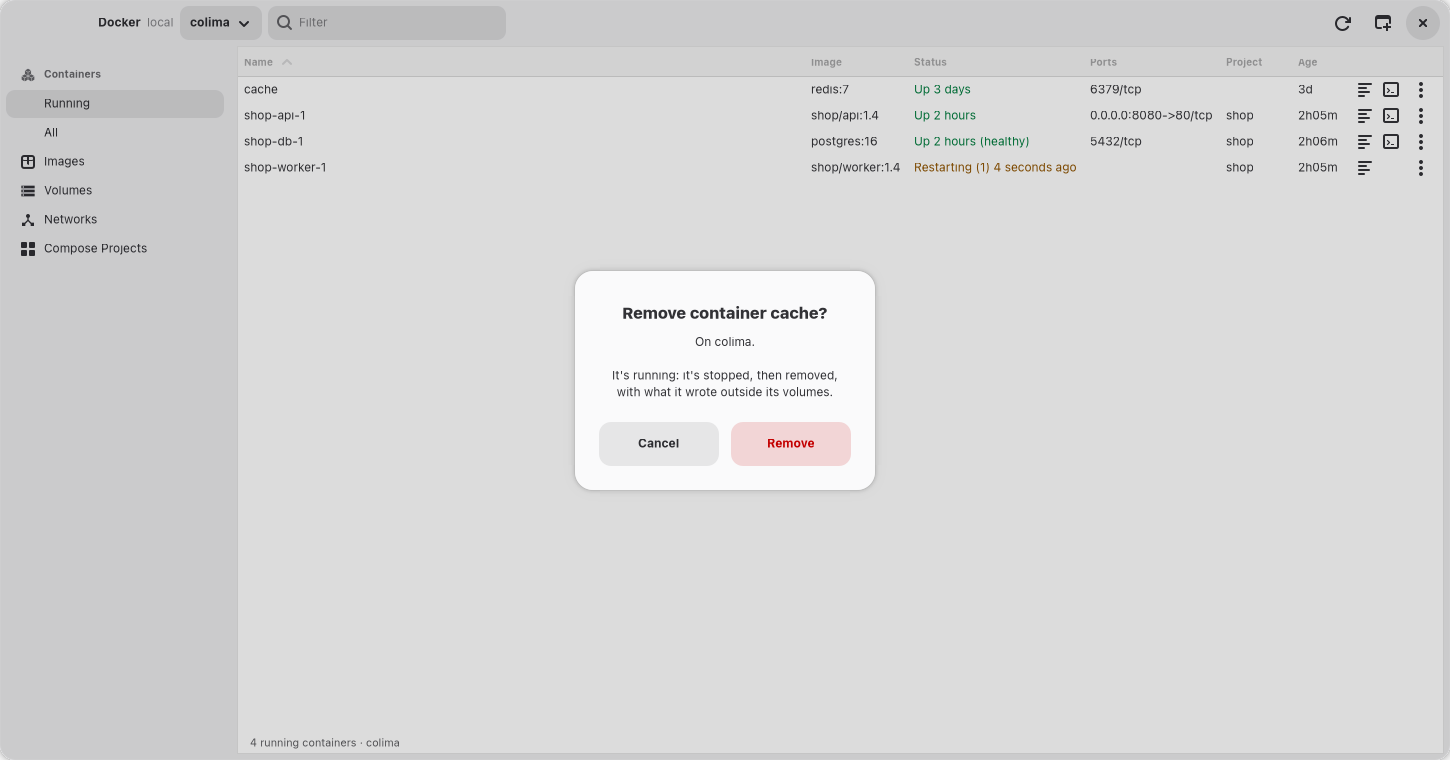 Docker local colima Filter
Containers
Running
All
Images
Volumes
Networks
Compose Projects
Name Image Status Ports Project Age
cache redis:7 Up 3 days 6379/tcp 3d
shop-api-1 shop/api:1.4 Up 2 hours 0.0.0.0:8080->80/tcp shop 2h05m
shop-db-1 postgres:16 Up 2 hours (healthy) 5432/tcp shop 2h06m
shop-worker-1 shop/worker:1.4 Restarting (1) 4 seconds ago shop 2h05m
Remove container cache?
On colima.
It's running: it's stopped, then removed,
with what it wrote outside its volumes.
Cancel Remove
4 running containers · colima